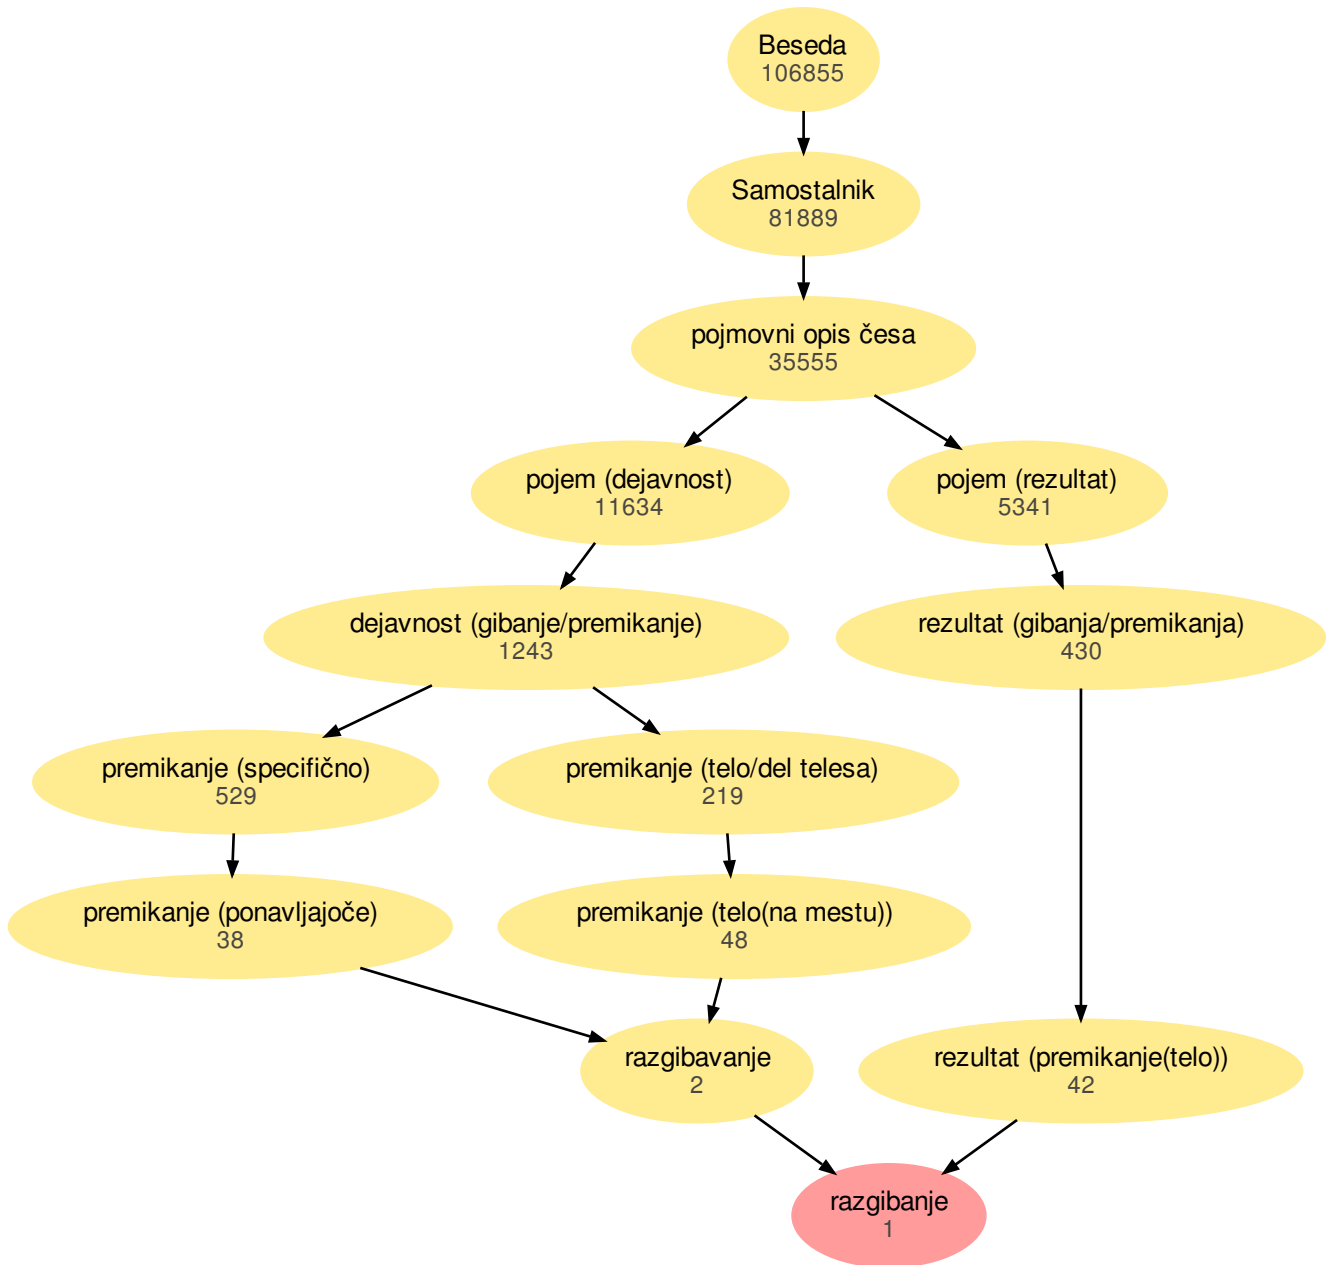 Beseda
106855
Samostalnik
81889
pojmovni opis česa
35555
pojem (dejavnost)
11634
pojem (rezultat)
5341
dejavnost (gibanje/premikanje)
1243
rezultat (gibanja/premikanja)
430
premikanje (specifično)
529
premikanje (telo/del telesa)
219
premikanje (ponavljajoče)
38
premikanje (telo(na mestu))
48
razgibavanje
2
rezultat (premikanje(telo))
42
razgibanje
1